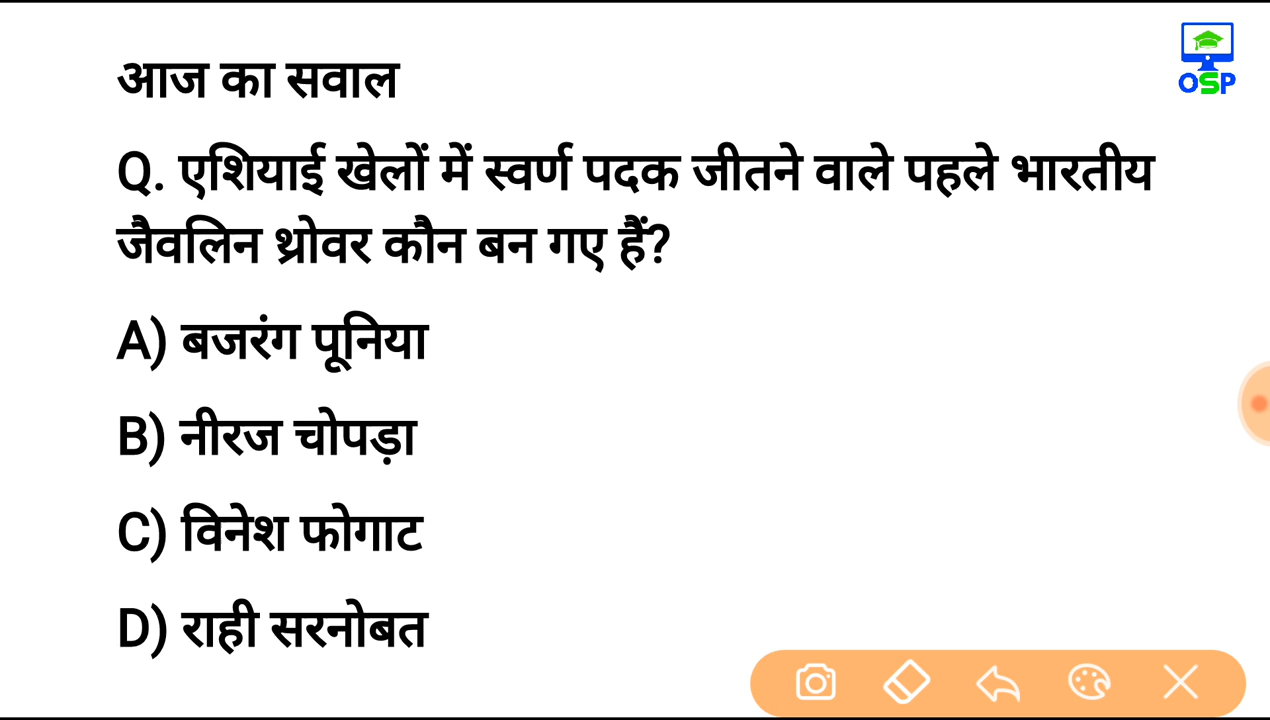 आज का सवाल
OSP
Q. एशियाई खेलों में स्वर्ण पदक जीतने वाले पहले भारतीय
जैवलिन थ्रोवर कौन बन गए हैं?
A) बजरंग पूनिया
B) नीरज चोपड़ा
C) विनेश फोगाट
D) राही सरनोबत